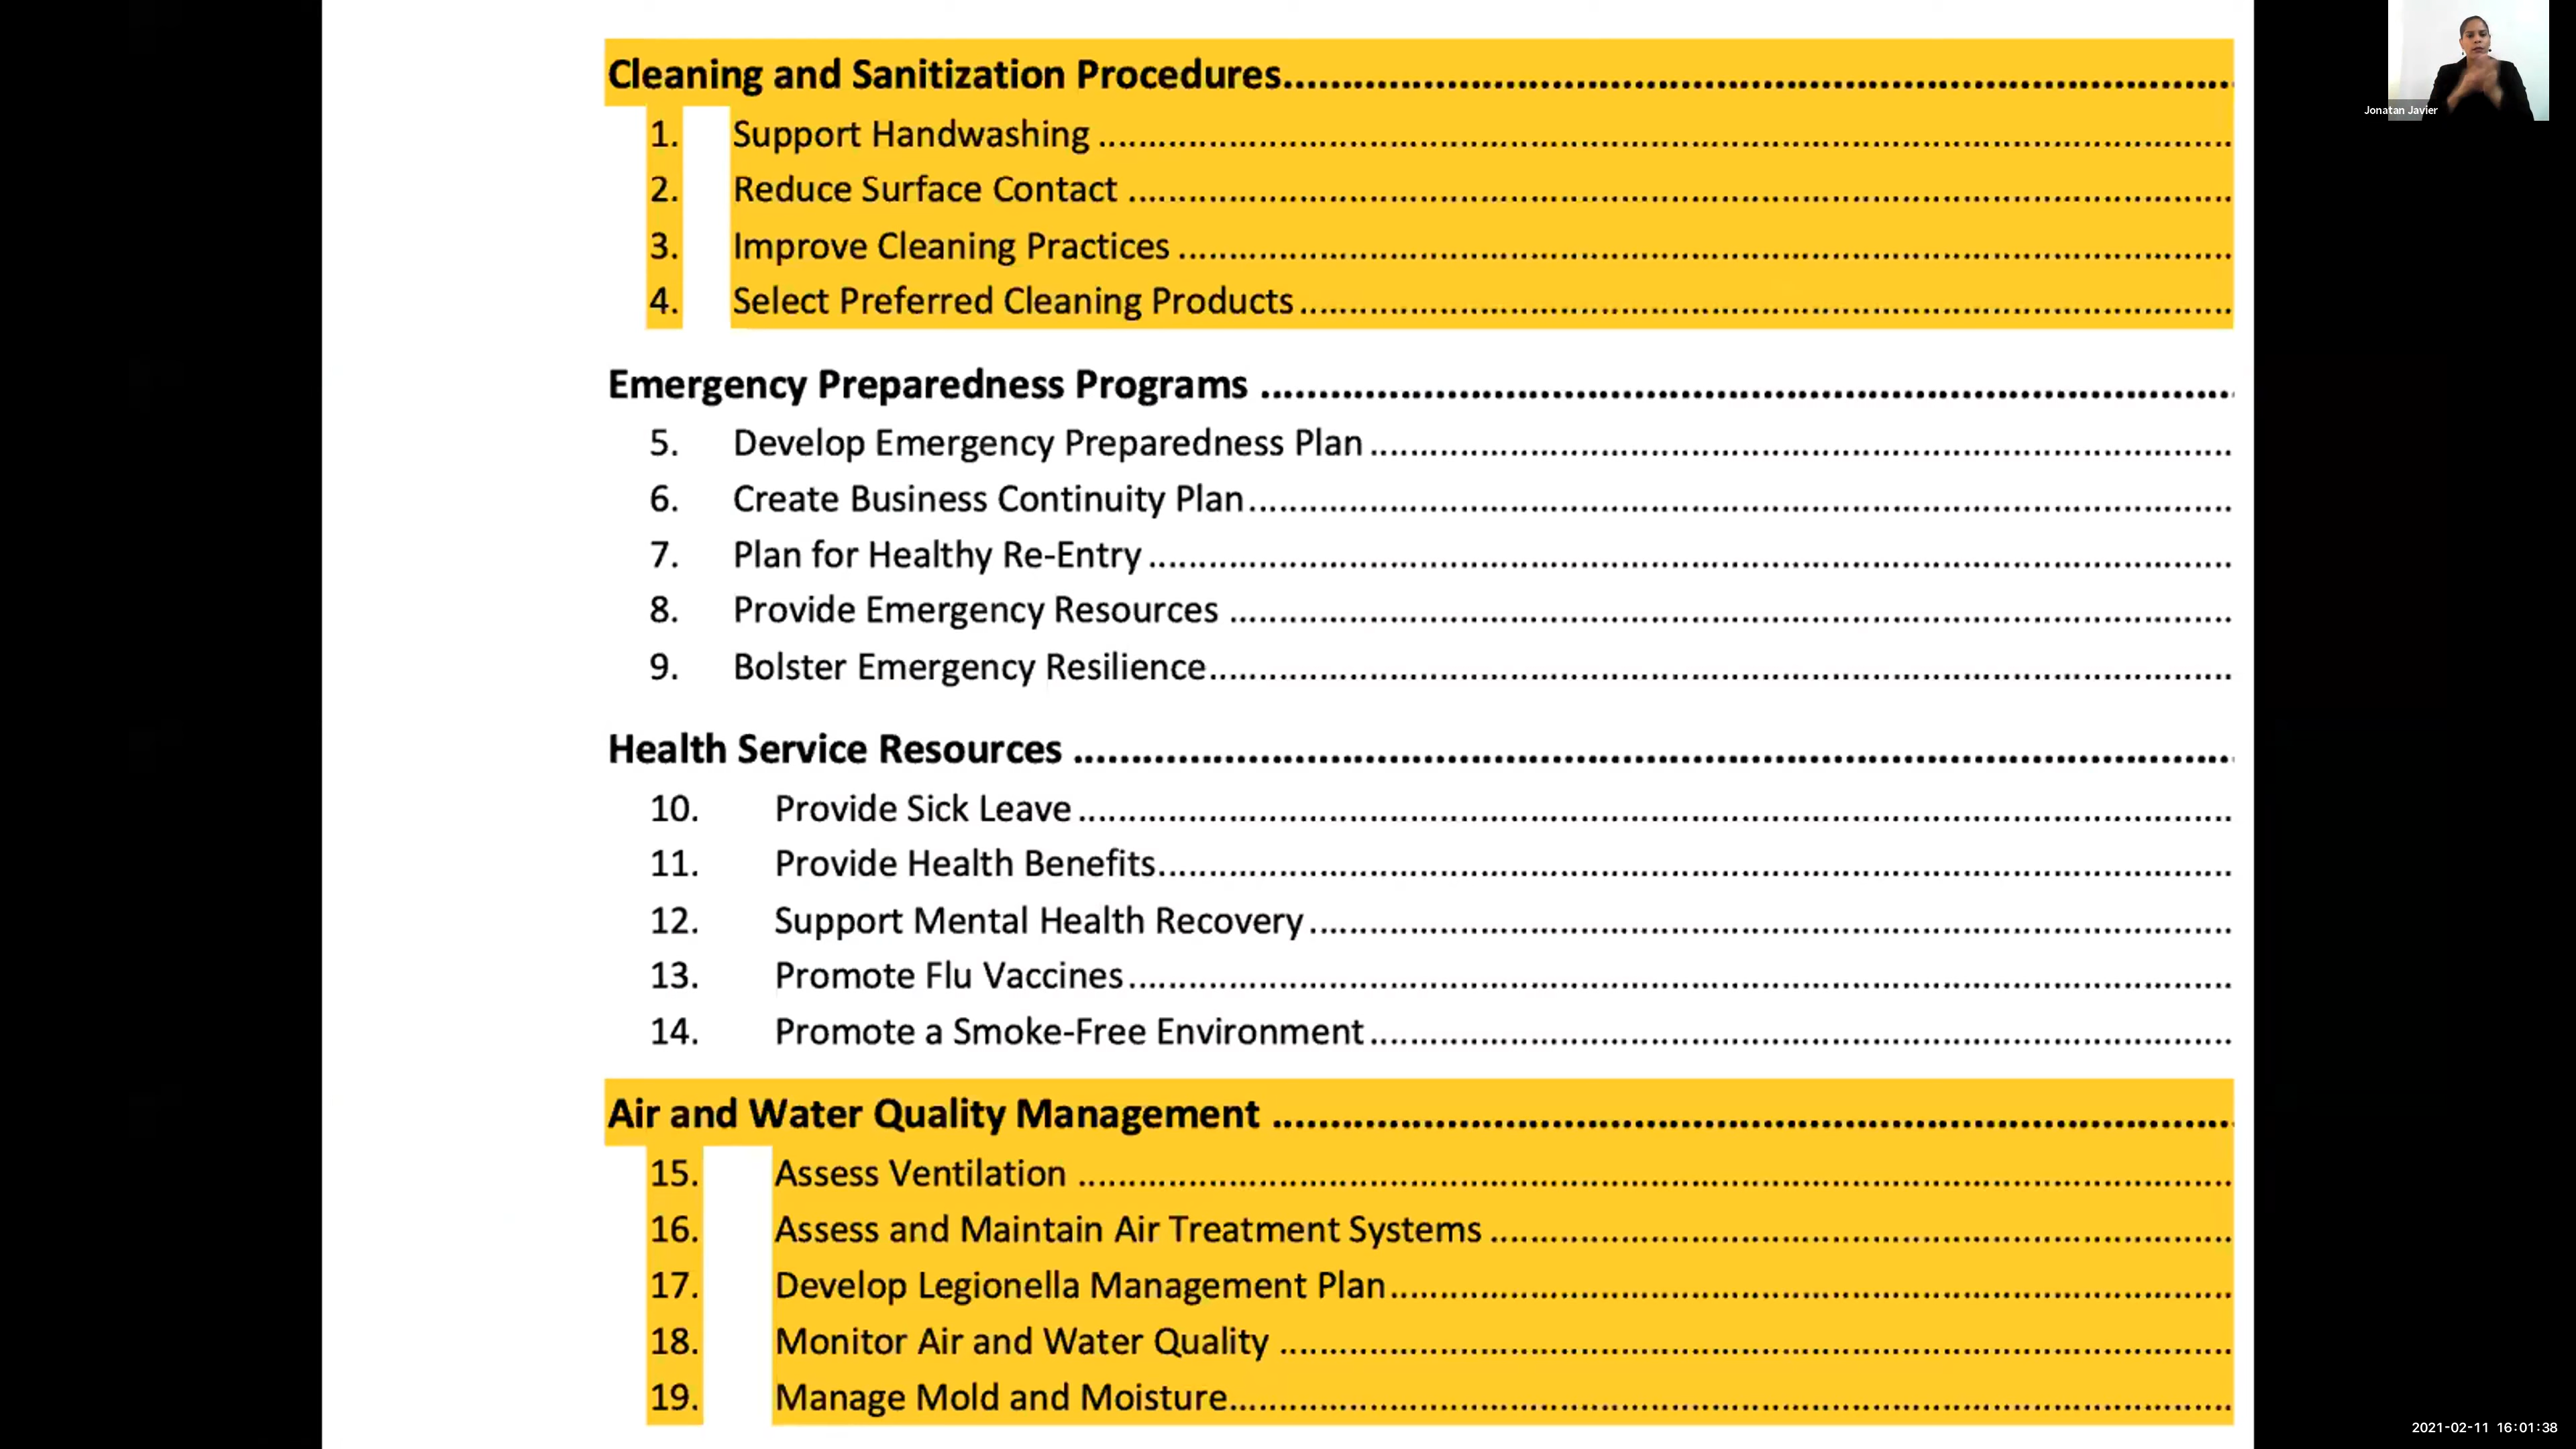 Cleaning and Sanitization Procedures
1. Support Handwashing
2. Reduce Surface Contact
3. Improve Cleaning Practices
4. Select Preferred Cleaning Products
Emergency Preparedness Programs
5. Develop Emergency Preparedness Plan
6. Create Business Continuity Plan
7. Plan for Healthy Re-Entry
8. Provide Emergency Resources
9. Bolster Emergency Resilience
Health Service Resources
10. Provide Sick Leave
11. Provide Health Benefits
12. Support Mental Health Recovery
13. Promote Flu Vaccines
14. Promote a Smoke-Free Environment
Air and Water Quality Management
15. Assess Ventilation
16. Assess and Maintain Air Treatment Systems
17. Develop Legionella Management Plan
18. Monitor Air and Water Quality
19. Manage Mold and Moisture
Jonatan Javier
2021-02-11 16:01:38